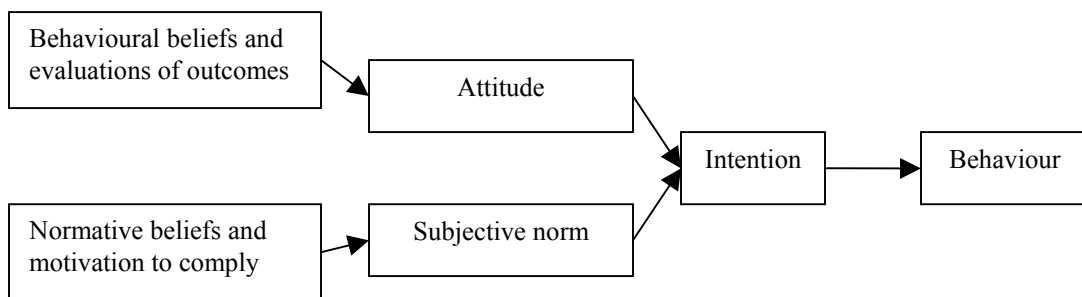 Behavioural beliefs and
evaluations of outcomes
Attitude
Intention
Behaviour
Normative beliefs and
motivation to comply
Subjective norm